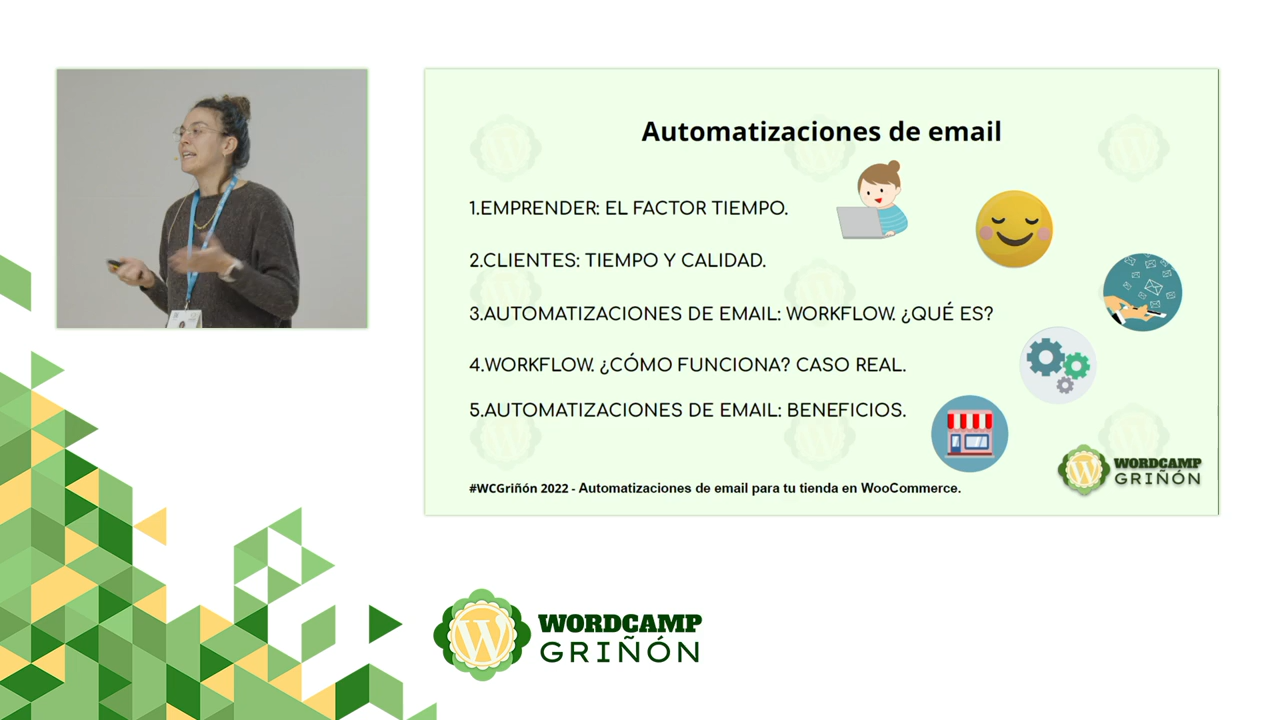 Automatizaciones de email
1.EMPRENDER: EL FACTOR TIEMPO.
2.CLIENTES: TIEMPO Y CALIDAD.
3.AUTOMATIZACIONES DE EMAIL: WORKFLOW. ¿QUÉ ES?
4.WORKFLOW. ¿CÓMO FUNCIONA? CASO REAL.
5.AUTOMATIZACIONES DE EMAIL: BENEFICIOS.
#WCGriñón 2022 - Automatizaciones de email para tu tienda en WooCommerce.
WORDCAMP
GRIÑÓN
WORDCAMP
GRIÑÓN